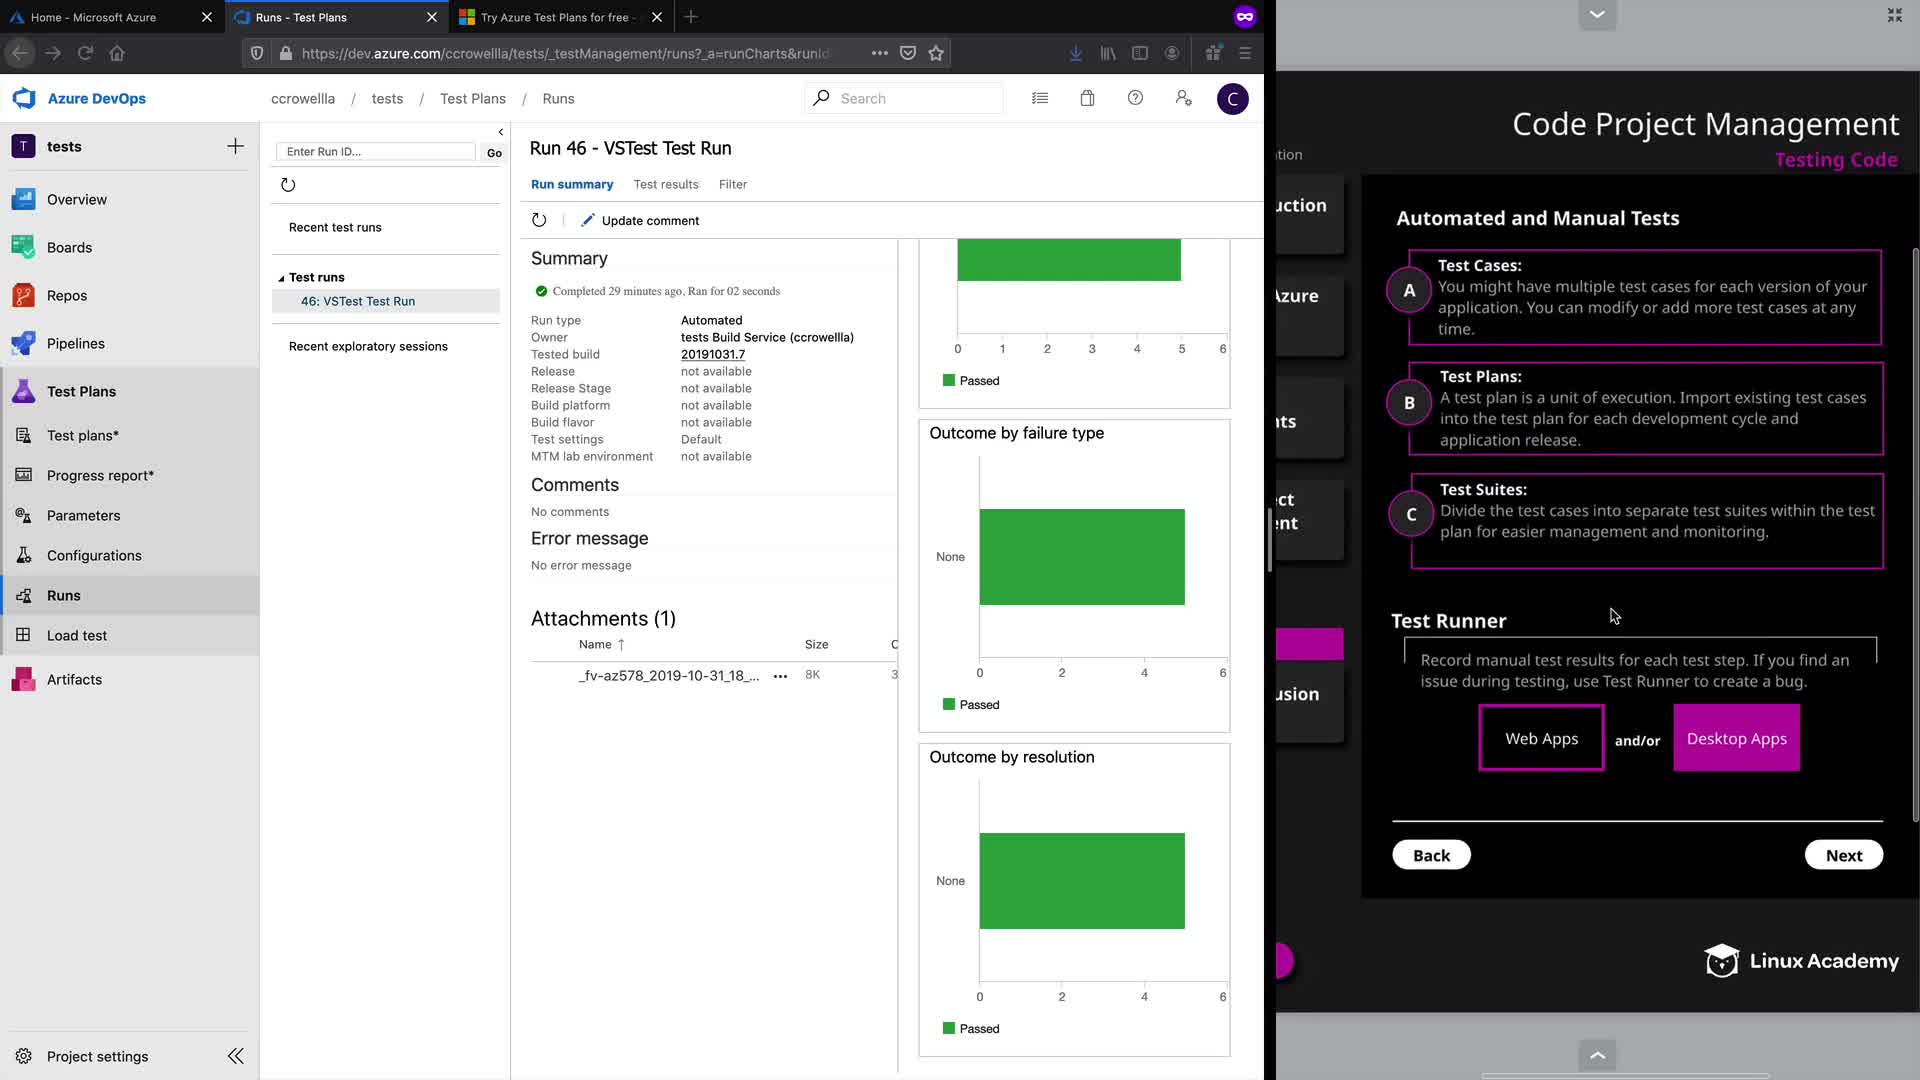 Home - Microsoft Azure
Runs - Test Plans
Try Azure Test Plans for free -
https://dev.azure.com/ccrowellla/tests/_testManagement/runs?_a=runCharts&runId
Azure DevOps
ccrowellla / tests / Test Plans / Runs
Search
C
T tests
Overview
Boards
Repos
Pipelines
Test Plans
Test plans*
Progress report*
Parameters
Configurations
Runs
Load test
Artifacts
Project settings
Enter Run ID...
Go
Recent test runs
Test runs
46: VSTest Test Run
Recent exploratory sessions
Run 46 - VSTest Test Run
Run summary Test results Filter
Update comment
Summary
Completed 29 minutes ago, Ran for 02 seconds
Run type Automated
Owner tests Build Service (ccrowellla)
Tested build 20191031.7
Release not available
Release Stage not available
Build platform not available
Build flavor not available
Test settings Default
MTM lab environment not available
Comments
No comments
Error message
No error message
Attachments (1)
Name ↑ Size C
_fv-az578_2019-10-31_18_... ... 8K 3
0 1 2 3 4 5 6
Passed
Outcome by failure type
None
0 2 4 6
Passed
Outcome by resolution
None
0 2 4 6
Passed
Code Project Management
Testing Code
tion
uction
Azure
nts
ct
ent
usion
Automated and Manual Tests
A
Test Cases:
You might have multiple test cases for each version of your
application. You can modify or add more test cases at any
time.
B
Test Plans:
A test plan is a unit of execution. Import existing test cases
into the test plan for each development cycle and
application release.
C
Test Suites:
Divide the test cases into separate test suites within the test
plan for easier management and monitoring.
Test Runner
Record manual test results for each test step. If you find an
issue during testing, use Test Runner to create a bug.
Web Apps and/or Desktop Apps
Back
Next
Linux Academy